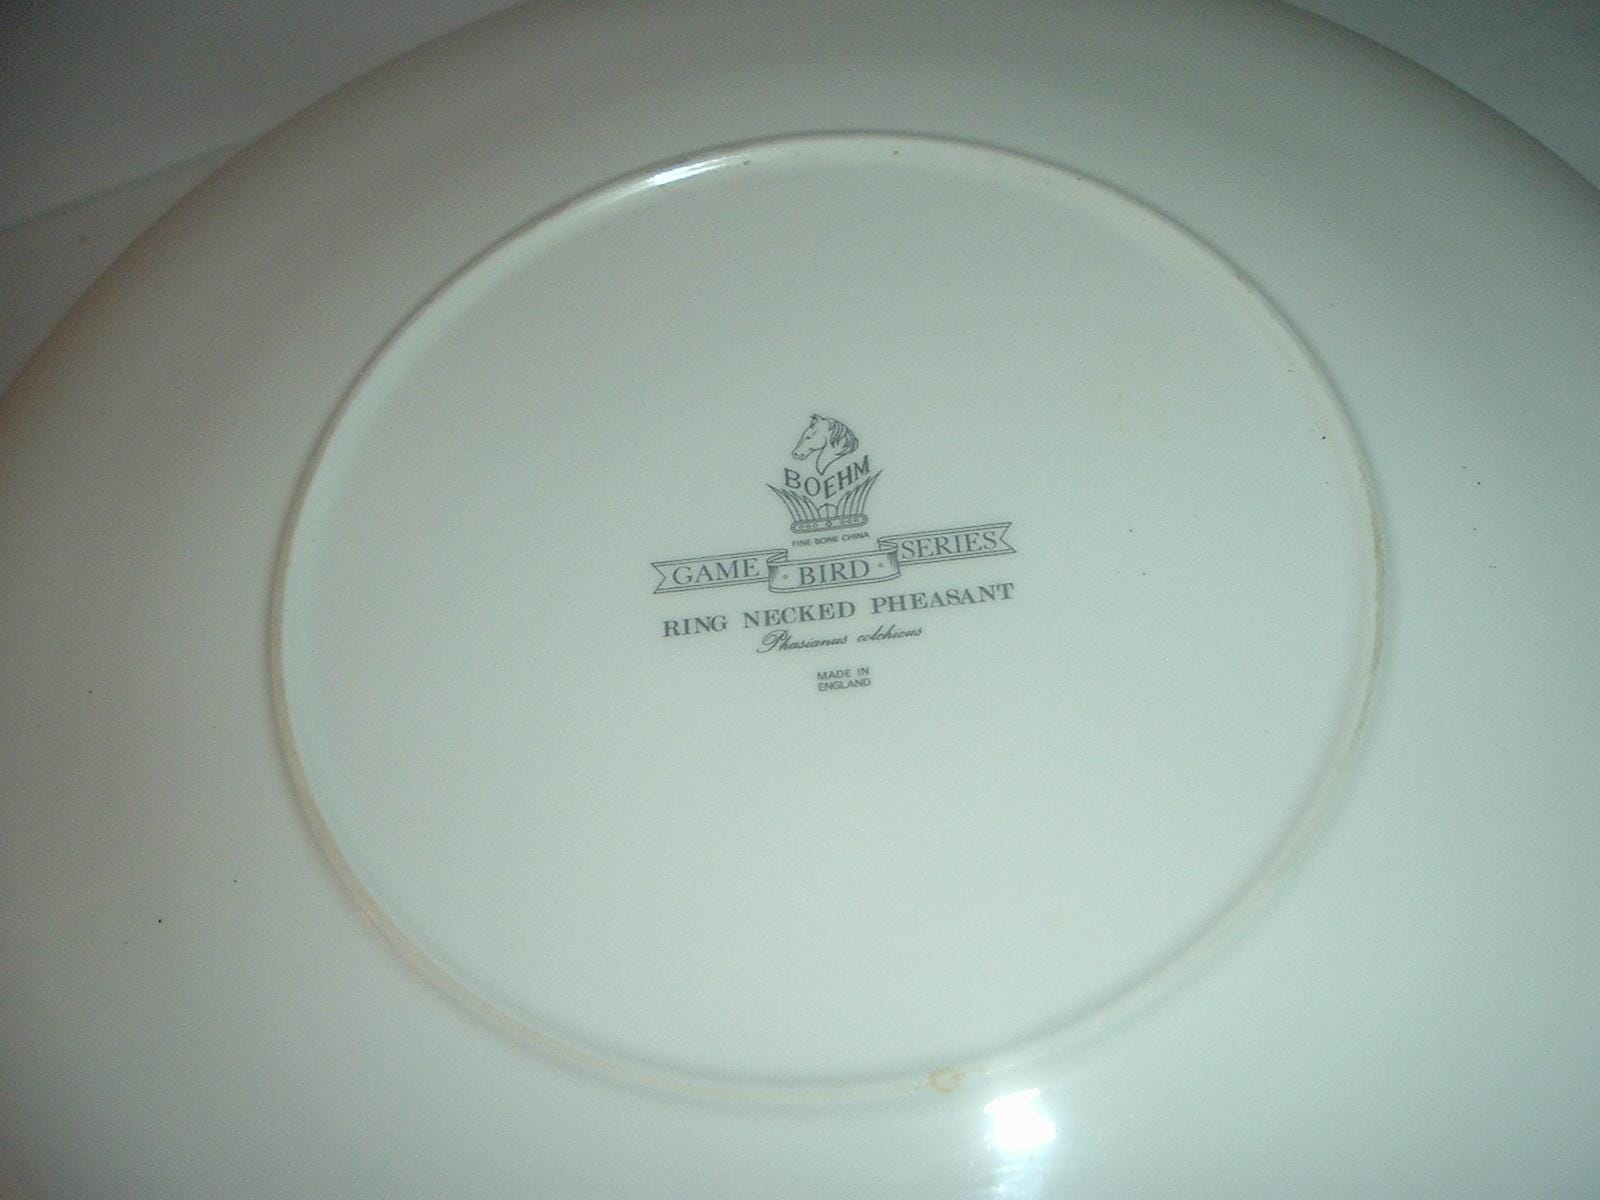 BOEHM
FINE BONE CHINA
GAME · BIRD · SERIES
RING NECKED PHEASANT
Phasianus colchicus
MADE IN
ENGLAND